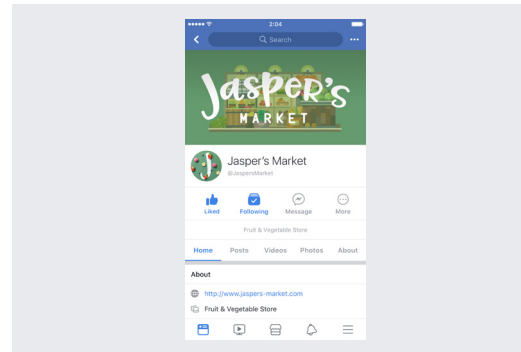 2:04
Search
Jasper's
MARKET
Jasper's Market
@JaspersMarket
Liked Following Message More
Fruit & Vegetable Store
Home Posts Videos Photos About
About
http://www.jaspers-market.com
Fruit & Vegetable Store